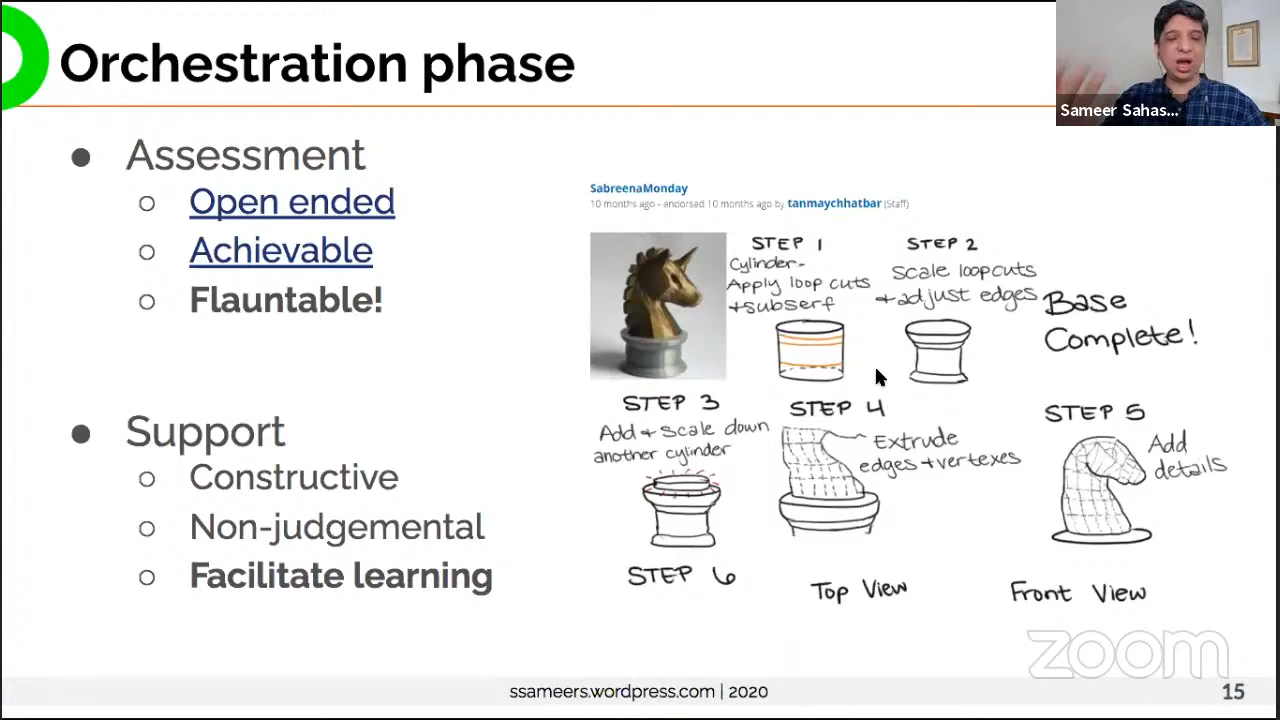 Orchestration phase
Sameer Sahas...
● Assessment
○ Open ended
○ Achievable
○ Flauntable!
● Support
○ Constructive
○ Non-judgemental
○ Facilitate learning
SabreenaMonday
10 months ago - endorsed 10 months ago by tanmaychhatbar (Staff)
STEP 1
Cylinder-
Apply loop cuts
+subserf
STEP 2
Scale loopcuts
+adjust edges
Base
Complete!
STEP 3
Add + scale down
another cylinder
STEP 4
Extrude
edges+vertexes
STEP 5
Add
details
STEP 6
Top View
Front View
zoom
ssameers.wordpress.com | 2020
15